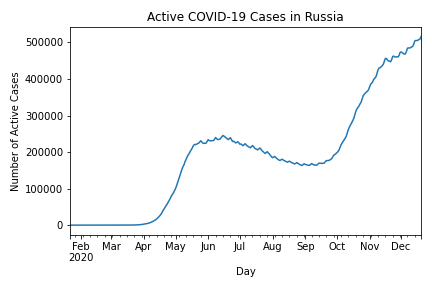 Active COVID-19 Cases in Russia
Number of Active Cases
500000
400000
300000
200000
100000
0
Feb Mar Apr May Jun Jul Aug Sep Oct Nov Dec
2020
Day